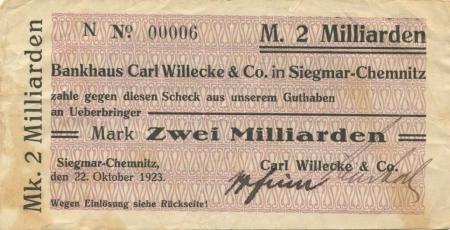 Mk. 2 Milliarden
N No. 00006 M. 2 Milliarden
Bankhaus Carl Willecke & Co. in Siegmar-Chemnitz
zahle gegen diesen Scheck aus unserem Guthaben
an Ueberbringer
Mark Zwei Milliarden
Siegmar-Chemnitz, Carl Willecke & Co.
den 22. Oktober 1923.
Wegen Einlösung siehe Rückseite!